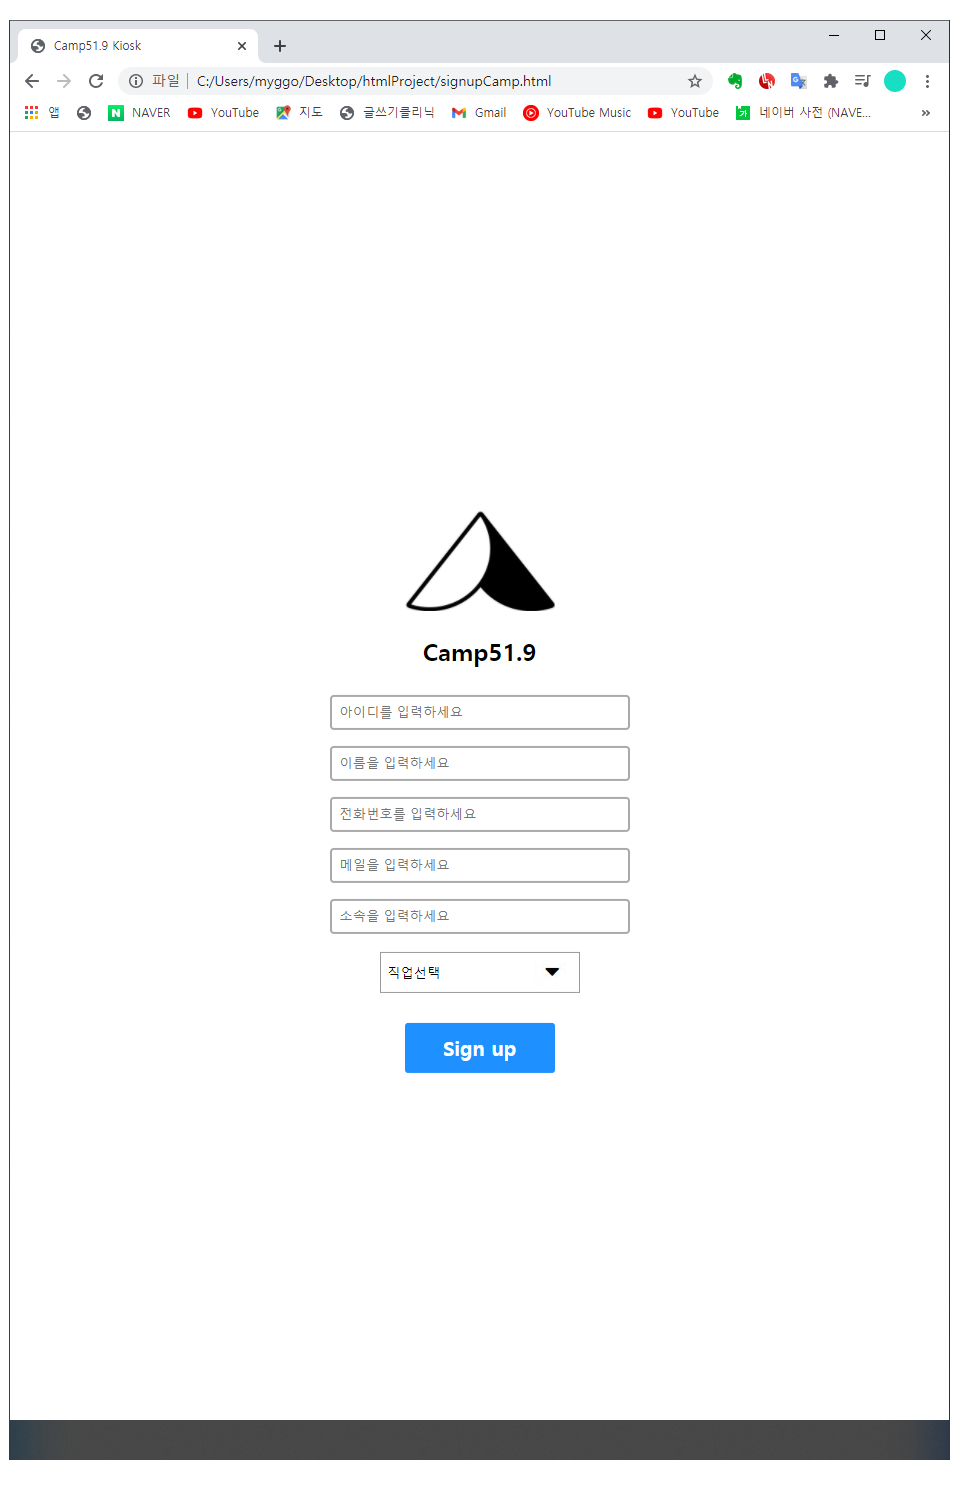 Camp51.9 Kiosk
파일 | C:/Users/myggo/Desktop/htmlProject/signupCamp.html
앱 NAVER YouTube 지도 글쓰기클리닉 Gmail YouTube Music YouTube 네이버 사전 (NAVE...
Camp51.9
아이디를 입력하세요
이름을 입력하세요
전화번호를 입력하세요
메일을 입력하세요
소속을 입력하세요
직업선택
Sign up